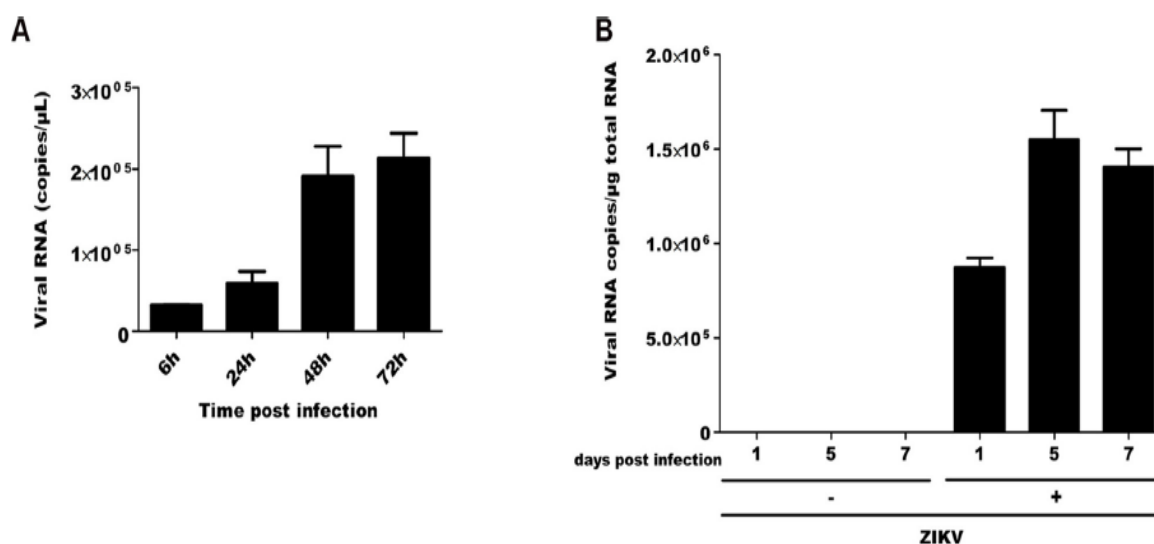 A
Viral RNA (copies/µL)
3×10⁰⁵
2×10⁰⁵
1×10⁰⁵
0
6h 24h 48h 72h
Time post infection
B
Viral RNA copies/µg total RNA
2.0×10⁶
1.5×10⁶
1.0×10⁶
5.0×10⁵
0
days post infection 1 5 7 1 5 7
- +
ZIKV